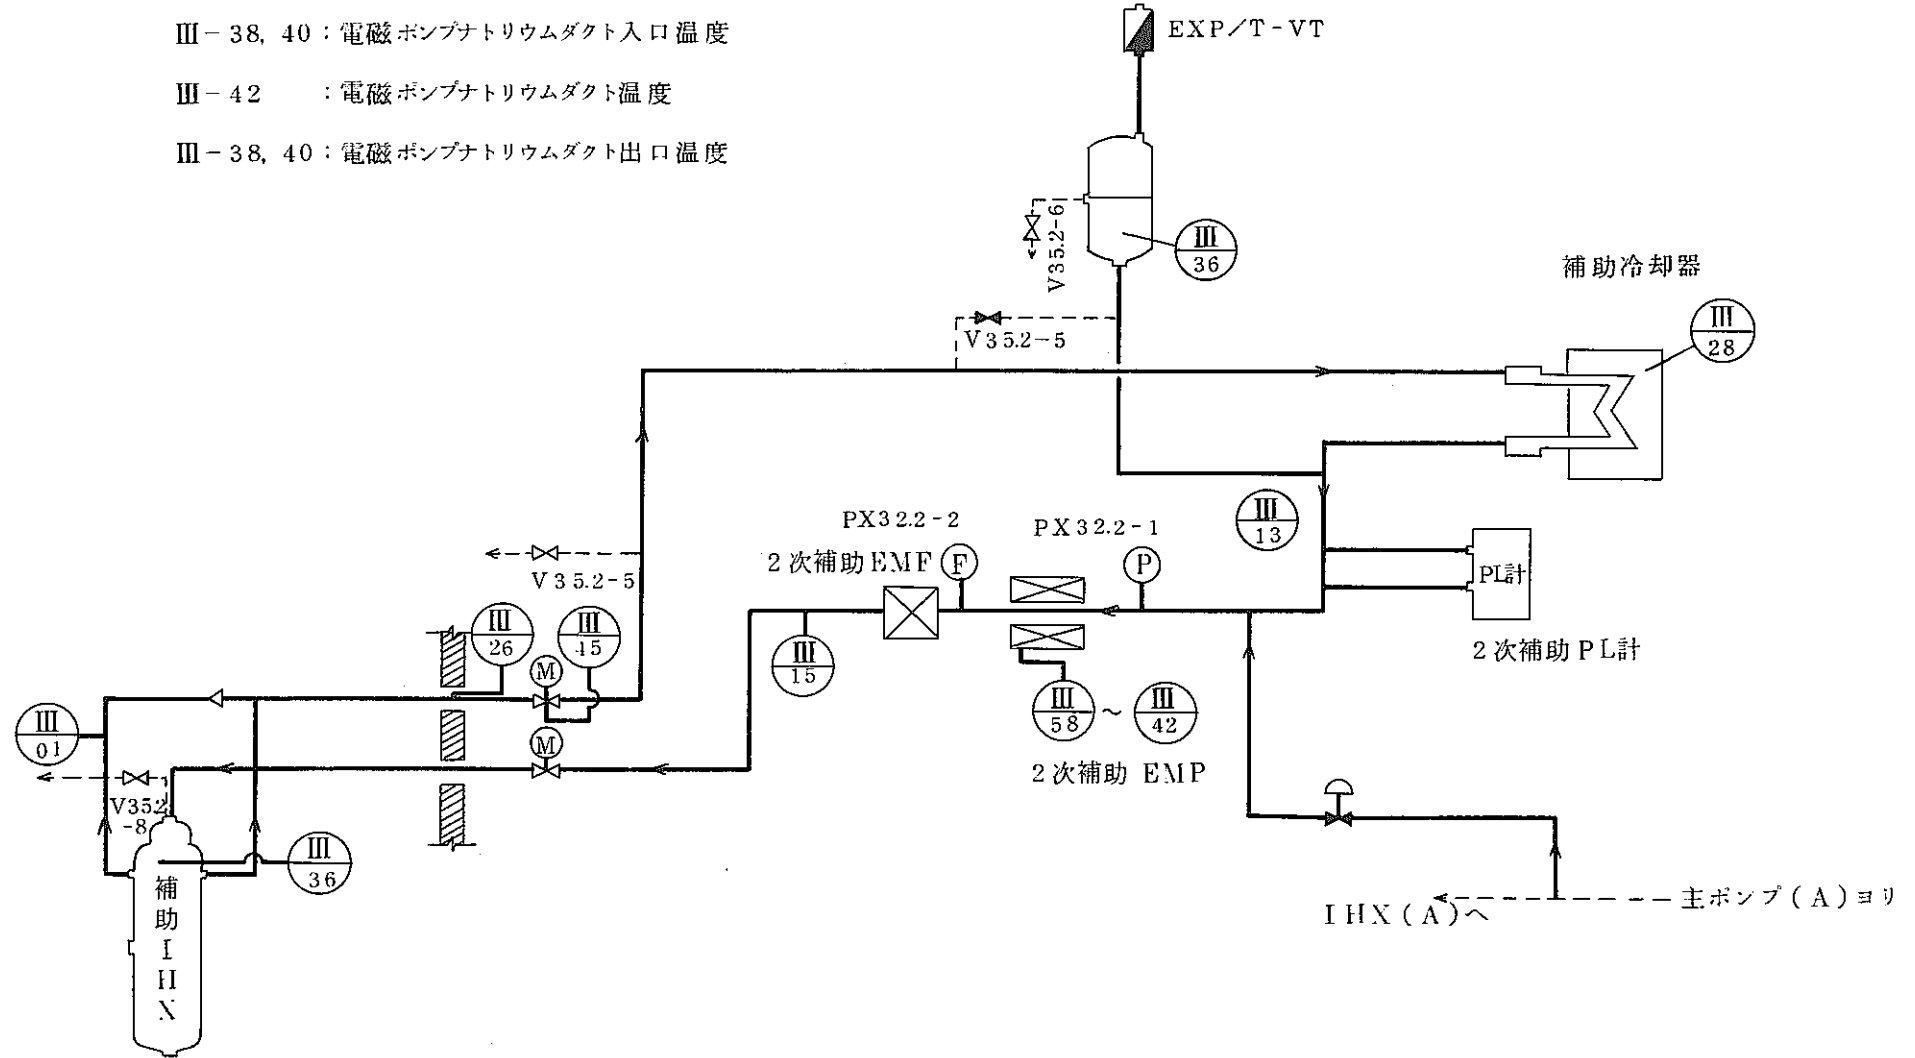 Ⅲ-38, 40：電磁ポンプナトリウムダクト入口温度
Ⅲ-42 ：電磁ポンプナトリウムダクト温度
Ⅲ-38, 40：電磁ポンプナトリウムダクト出口温度
EXP/T-VT
V35.2-6
Ⅲ
36
補助冷却器
Ⅲ
28
V35.2-5
PX32.2-2
2次補助EMF
F
PX32.2-1
P
Ⅲ
13
PL計
2次補助PL計
V35.2-5
Ⅲ
26
Ⅲ
45
M
M
Ⅲ
15
Ⅲ
58
～
Ⅲ
42
2次補助 EMP
Ⅲ
01
V35.2
-8
Ⅲ
36
補助IHX
IHX(A)へ
主ポンプ(A)ヨリ